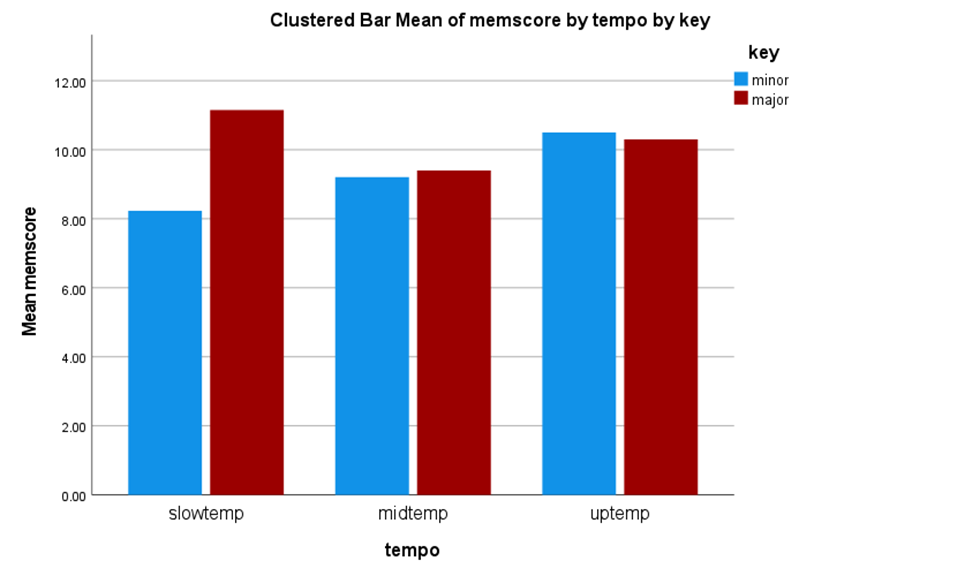 Clustered Bar Mean of memscore by tempo by key
key
minor
major
Mean memscore
12.00
10.00
8.00
6.00
4.00
2.00
0.00
slowtemp midtemp uptemp
tempo